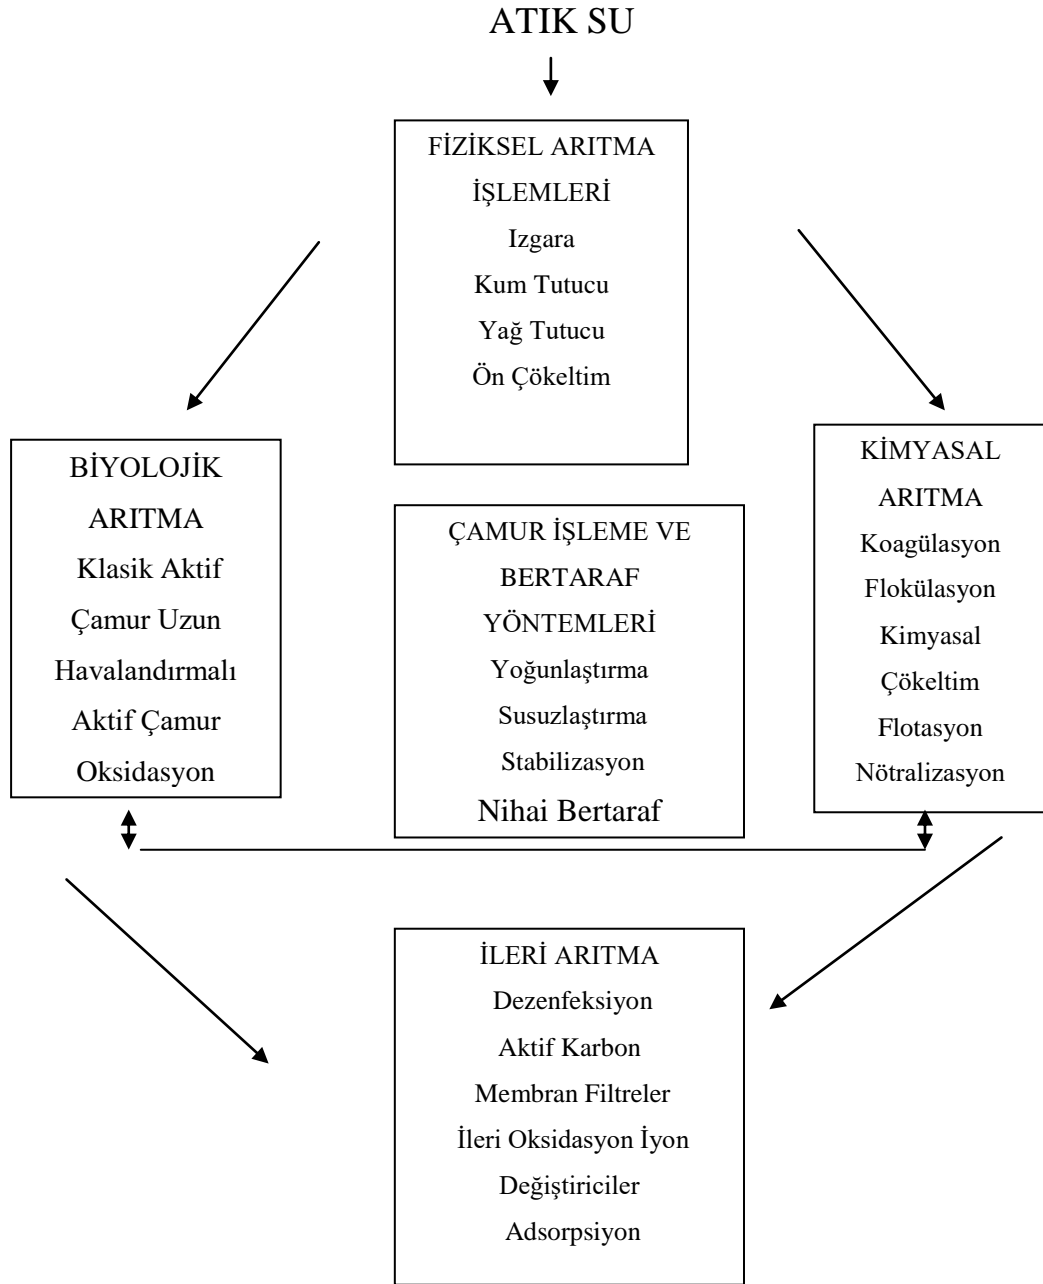 ATIK SU
FİZİKSEL ARITMA
İŞLEMLERİ
Izgara
Kum Tutucu
Yağ Tutucu
Ön Çökeltim
BİYOLOJİK
ARITMA
Klasik Aktif
Çamur Uzun
Havalandırmalı
Aktif Çamur
Oksidasyon
ÇAMUR İŞLEME VE
BERTARAF
YÖNTEMLERİ
Yoğunlaştırma
Susuzlaştırma
Stabilizasyon
Nihai Bertaraf
KİMYASAL
ARITMA
Koagülasyon
Flokülasyon
Kimyasal
Çökeltim
Flotasyon
Nötralizasyon
İLERİ ARITMA
Dezenfeksiyon
Aktif Karbon
Membran Filtreler
İleri Oksidasyon İyon
Değiştiriciler
Adsorpsiyon